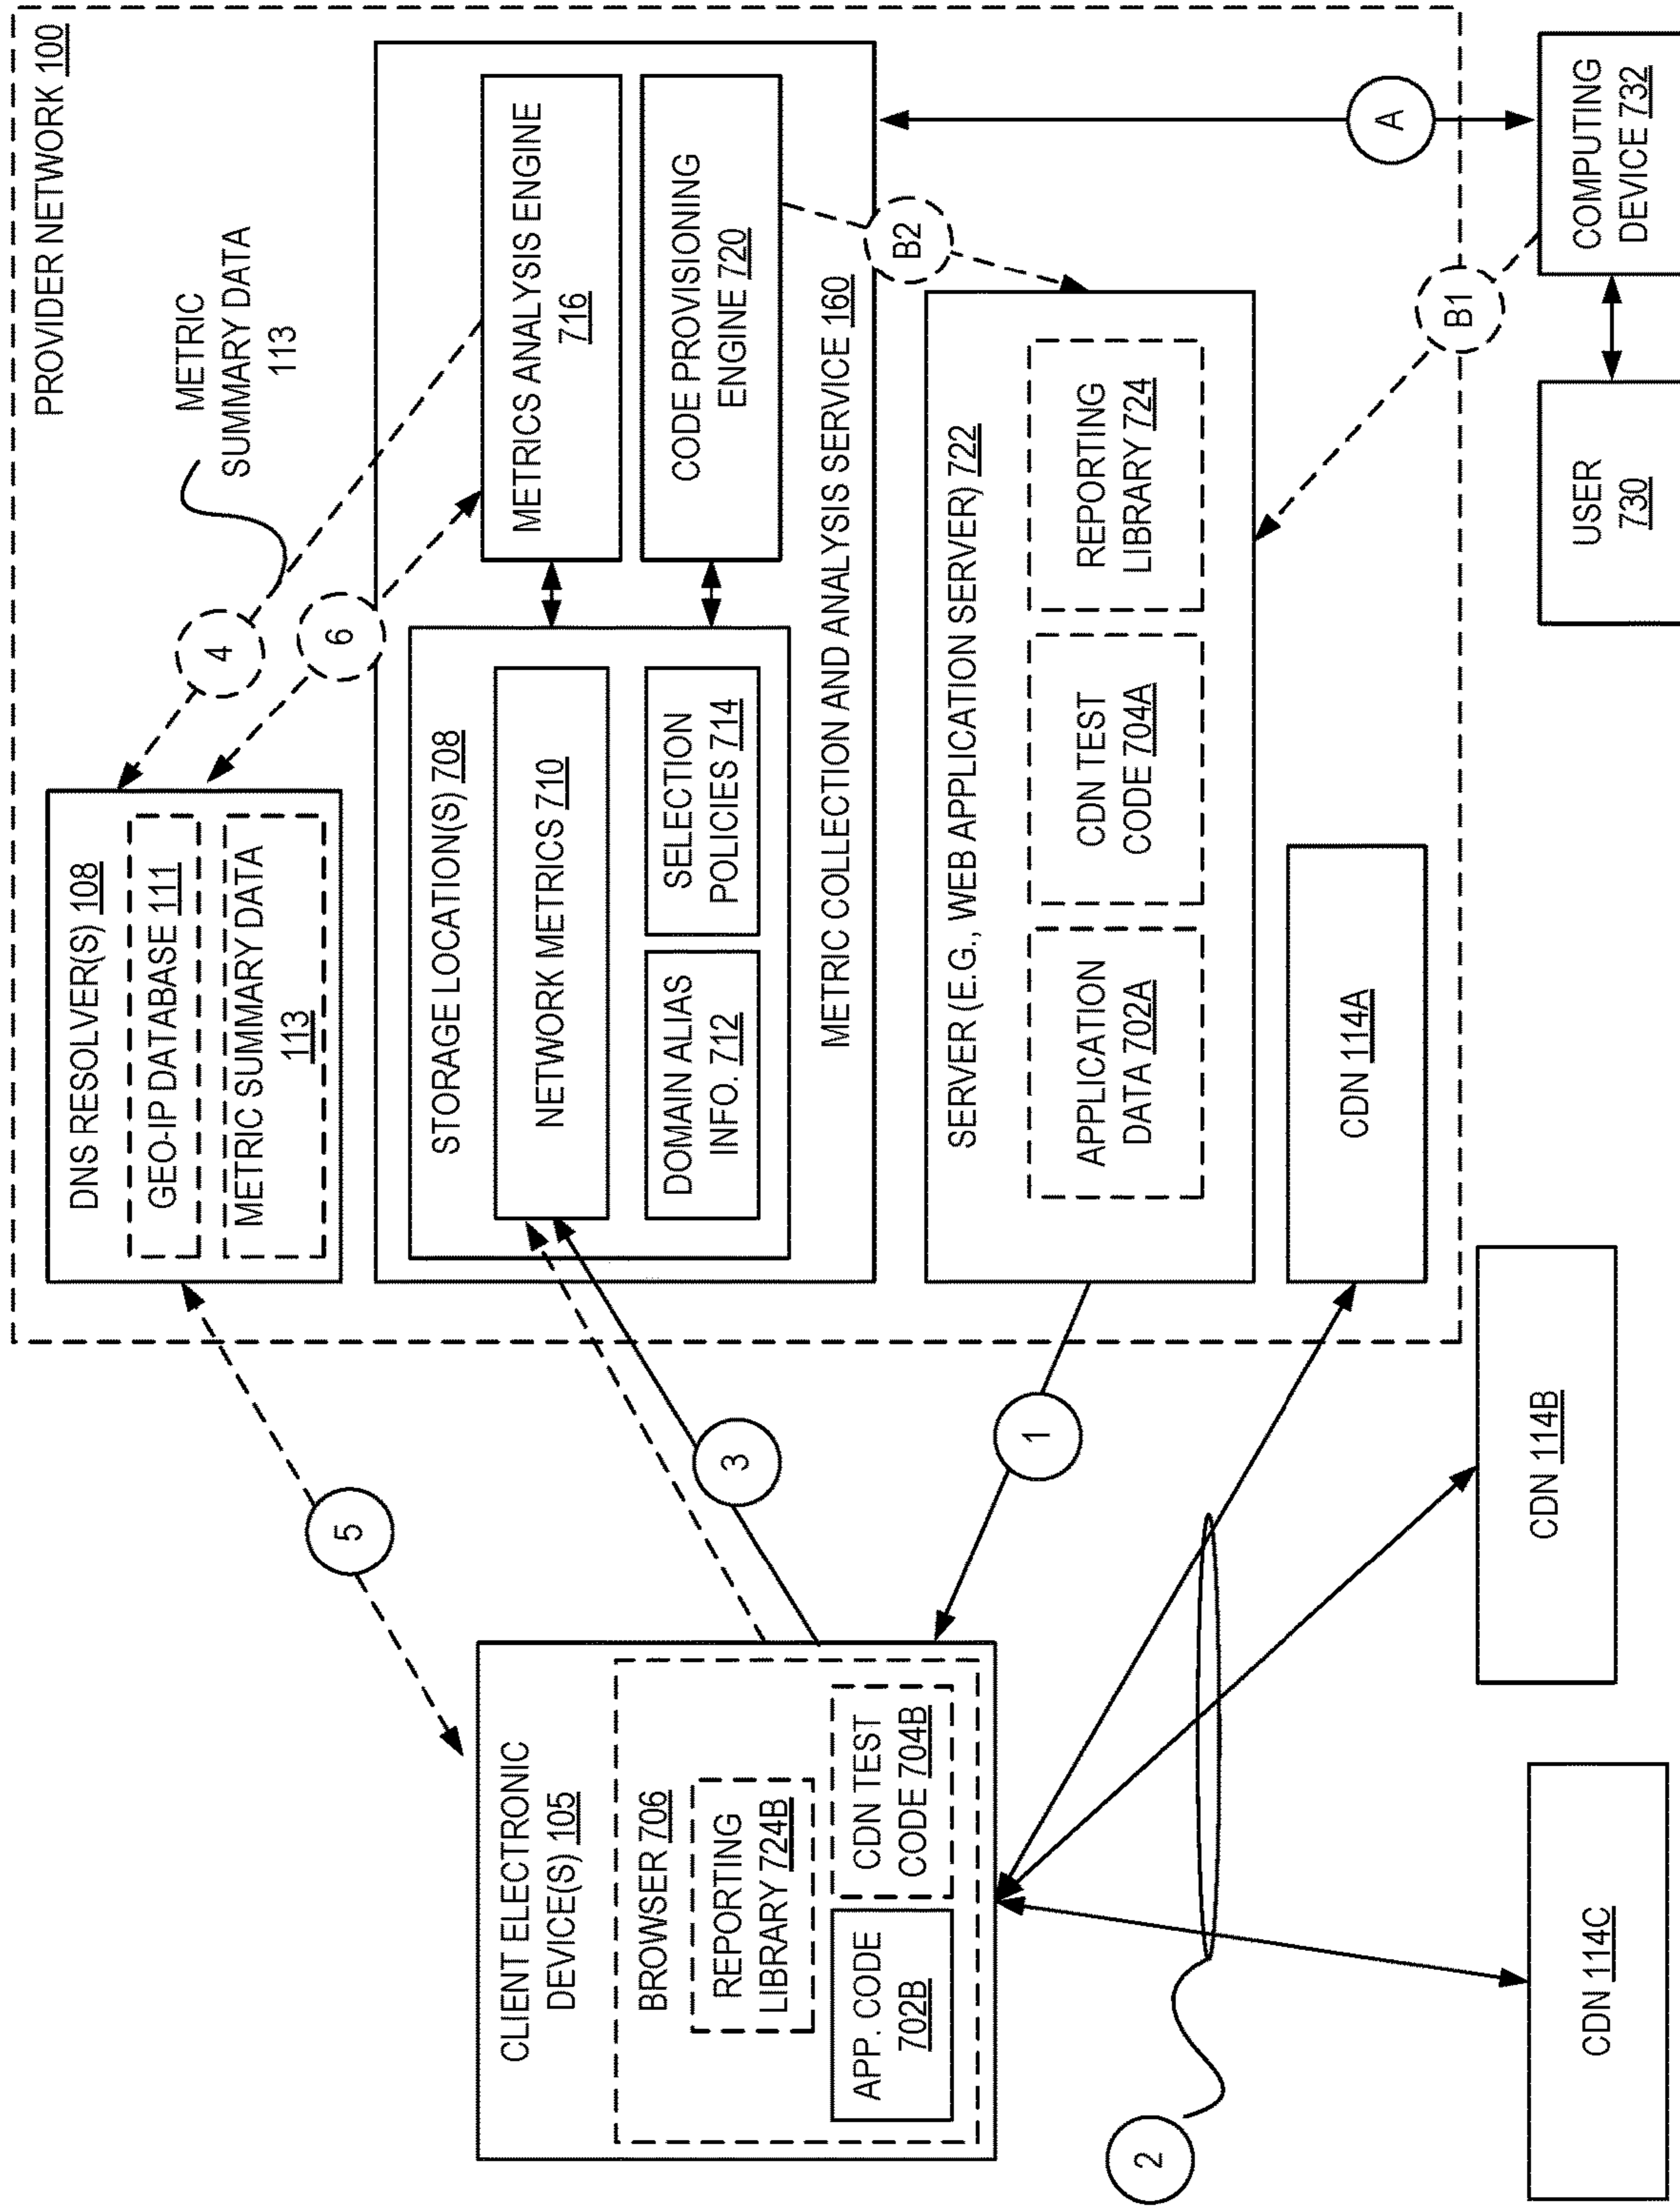 PROVIDER NETWORK 100
DNS RESOLVER(S) 108
GEO-IP DATABASE 111
METRIC SUMMARY DATA
113
METRIC
SUMMARY DATA
113
4
6
5
STORAGE LOCATION(S) 708
NETWORK METRICS 710
DOMAIN ALIAS
INFO. 712
SELECTION
POLICIES 714
METRICS ANALYSIS ENGINE
716
CODE PROVISIONING
ENGINE 720
METRIC COLLECTION AND ANALYSIS SERVICE 160
CLIENT ELECTRONIC
DEVICE(S) 105
BROWSER 706
REPORTING
LIBRARY 724B
APP. CODE
702B
CDN TEST
CODE 704B
3
1
2
B2
A
B1
SERVER (E.G., WEB APPLICATION SERVER) 722
APPLICATION
DATA 702A
CDN TEST
CODE 704A
REPORTING
LIBRARY 724
CDN 114A
CDN 114B
CDN 114C
USER
730
COMPUTING
DEVICE 732